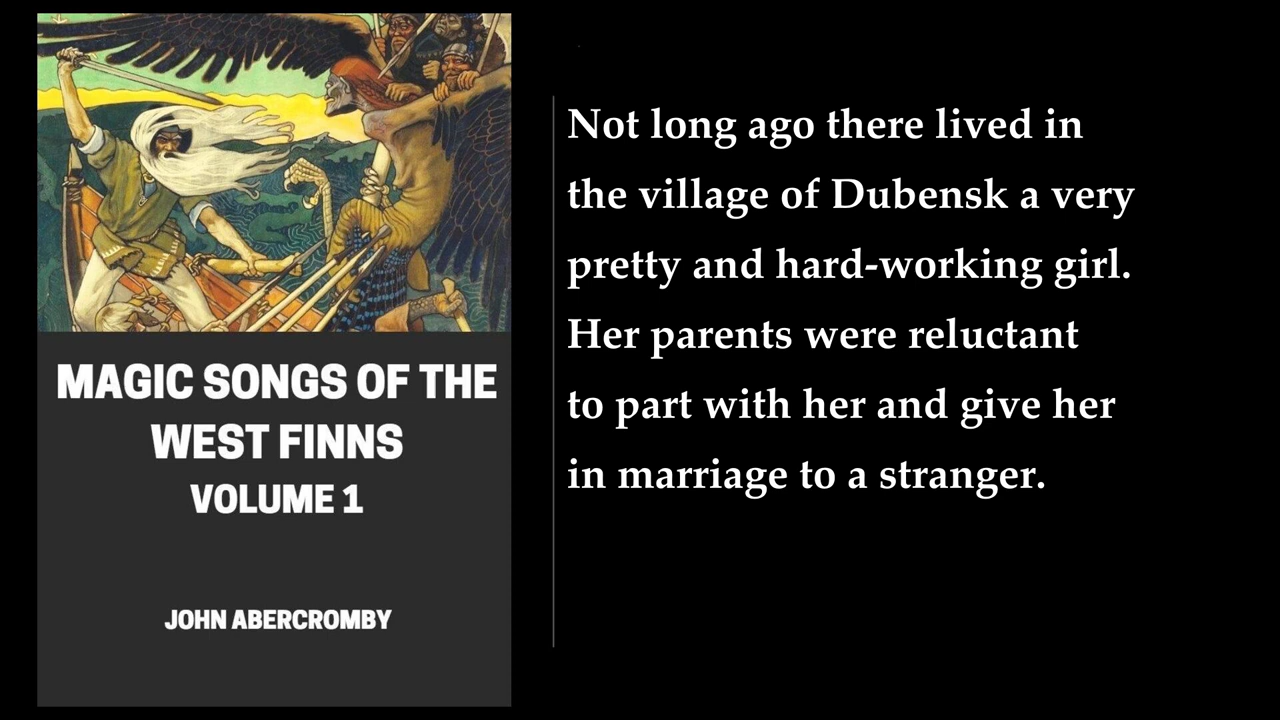 MAGIC SONGS OF THE
WEST FINNS
VOLUME 1
JOHN ABERCROMBY
Not long ago there lived in
the village of Dubensk a very
pretty and hard-working girl.
Her parents were reluctant
to part with her and give her
in marriage to a stranger.